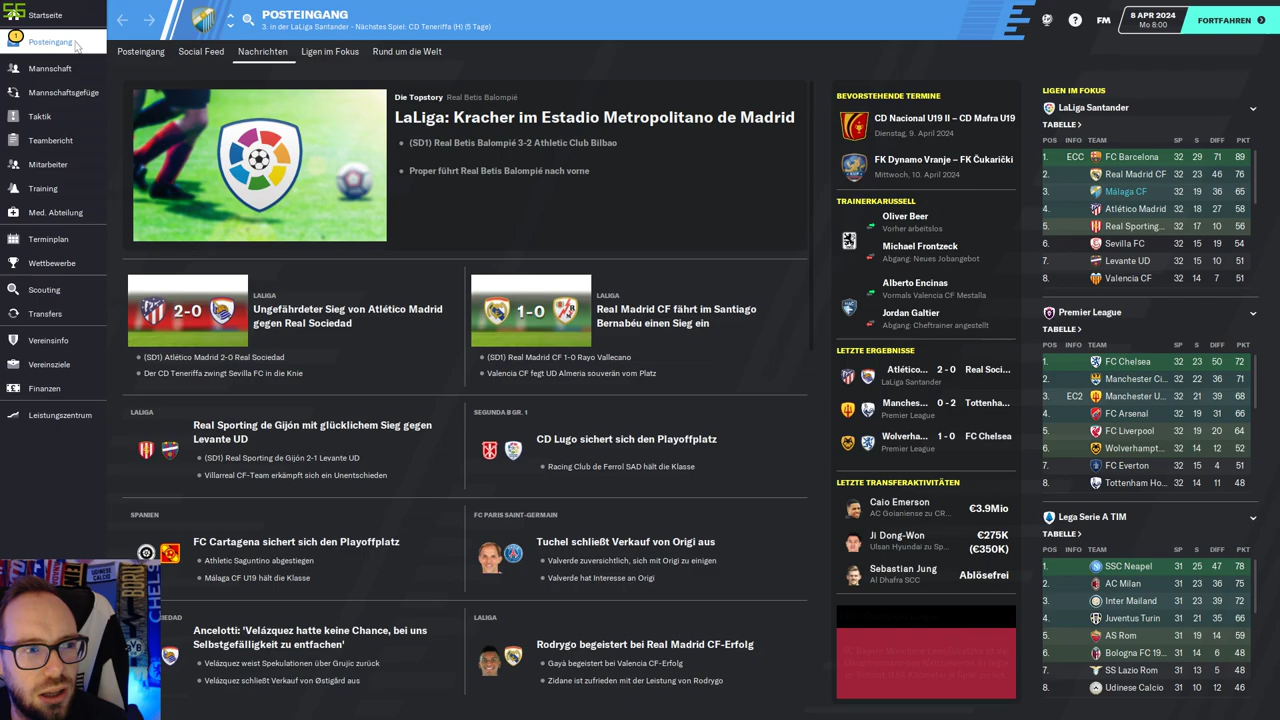 Startseite
Posteingang
Mannschaft
Mannschaftsgefüge
Taktik
Teambericht
Mitarbeiter
Training
Med. Abteilung
Terminplan
Wettbewerbe
Scouting
Transfers
Vereinsinfo
Vereinsziele
Finanzen
Leistungszentrum
POSTEINGANG
3. in der LaLiga Santander - Nächstes Spiel: CD Teneriffa (H) (5 Tage)
FM
8 APR 2024
Mo 8:00
FORTFAHREN
Posteingang
Social Feed
Nachrichten
Ligen im Fokus
Rund um die Welt
Die Topstory Real Betis Balompié
LaLiga: Kracher im Estadio Metropolitano de Madrid
(SD1) Real Betis Balompié 3-2 Athletic Club Bilbao
Proper führt Real Betis Balompié nach vorne
2-0
LALIGA
Ungefährdeter Sieg von Atlético Madrid
gegen Real Sociedad
(SD1) Atlético Madrid 2-0 Real Sociedad
Der CD Teneriffa zwingt Sevilla FC in die Knie
1-0
LALIGA
Real Madrid CF fährt im Santiago
Bernabéu einen Sieg ein
(SD1) Real Madrid CF 1-0 Rayo Vallecano
Valencia CF fegt UD Almeria souverän vom Platz
LALIGA
Real Sporting de Gijón mit glücklichem Sieg gegen
Levante UD
(SD1) Real Sporting de Gijón 2-1 Levante UD
Villarreal CF-Team erkämpft sich ein Unentschieden
SEGUNDA B GR. 1
CD Lugo sichert sich den Playoffplatz
Racing Club de Ferrol SAD hält die Klasse
SPANIEN
FC Cartagena sichert sich den Playoffplatz
Athletic Saguntino abgestiegen
Málaga CF U19 hält die Klasse
FC PARIS SAINT-GERMAIN
Tuchel schließt Verkauf von Origi aus
Valverde zuversichtlich, sich mit Origi zu einigen
Valverde hat Interesse an Origi
IEDAD
Ancelotti: 'Velázquez hatte keine Chance, bei uns
Selbstgefälligkeit zu entfachen'
Velázquez weist Spekulationen über Grujic zurück
Velázquez schließt Verkauf von Østigård aus
LALIGA
Rodrygo begeistert bei Real Madrid CF-Erfolg
Gayà begeistert bei Valencia CF-Erfolg
Zidane ist zufrieden mit der Leistung von Rodrygo
BEVORSTEHENDE TERMINE
CD Nacional U19 II – CD Mafra U19
Dienstag, 9. April 2024
FK Dynamo Vranje – FK Čukarički
Mittwoch, 10. April 2024
TRAINERKARUSSELL
Oliver Beer
Vorher arbeitslos
Michael Frontzeck
Abgang: Neues Jobangebot
Alberto Encinas
Vormals Valencia CF Mestalla
Jordan Galtier
Abgang: Cheftrainer angestellt
LETZTE ERGEBNISSE
Atlético... 2 - 0 Real Soci...
LaLiga Santander
Manches... 0 - 2 Tottenha...
Premier League
Wolverha... 1 - 0 FC Chelsea
Premier League
LETZTE TRANSFERAKTIVITÄTEN
Caio Emerson
AC Goianiense zu CR...
€3.9Mio
Ji Dong-Won
Ulsan Hyundai zu Sp...
€275K
(€350K)
Sebastian Jung
Al Dhafra SCC
Ablösefrei
LIGEN IM FOKUS
LaLiga Santander
TABELLE
POS INFO TEAM SP S DIFF PKT
1. ECC FC Barcelona 32 29 71 89
2. Real Madrid CF 32 23 46 76
3. Málaga CF 32 19 36 65
4. Atlético Madrid 32 18 27 58
5. Real Sporting... 32 17 10 56
6. Sevilla FC 32 15 19 54
7. Levante UD 32 15 10 51
8. Valencia CF 32 14 7 51
Premier League
TABELLE
POS INFO TEAM SP S DIFF PKT
1. FC Chelsea 32 23 50 72
2. Manchester Ci... 32 22 36 71
3. EC2 Manchester U... 32 21 39 68
4. FC Arsenal 32 19 31 66
5. FC Liverpool 32 19 20 64
6. Wolverhampt... 32 14 12 52
7. FC Everton 32 15 4 51
8. Tottenham Ho... 32 14 11 48
Lega Serie A TIM
TABELLE
POS INFO TEAM SP S DIFF PKT
1. SSC Neapel 31 25 47 78
2. AC Milan 31 23 36 75
3. Inter Mailand 31 23 39 72
4. Juventus Turin 31 21 35 66
5. AS Rom 31 19 14 59
6. Bologna FC 19... 31 14 6 48
7. SS Lazio Rom 31 13 5 48
8. Udinese Calcio 31 10 12 46